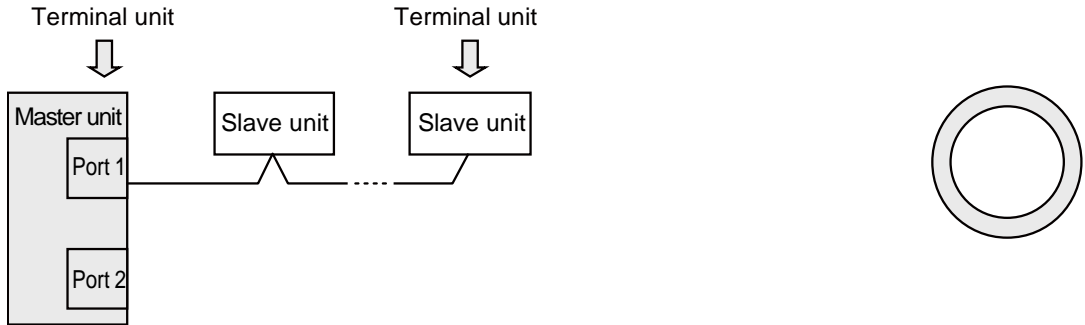 Terminal unit
Terminal unit
Master unit
Slave unit
Slave unit
Port 1
Port 2